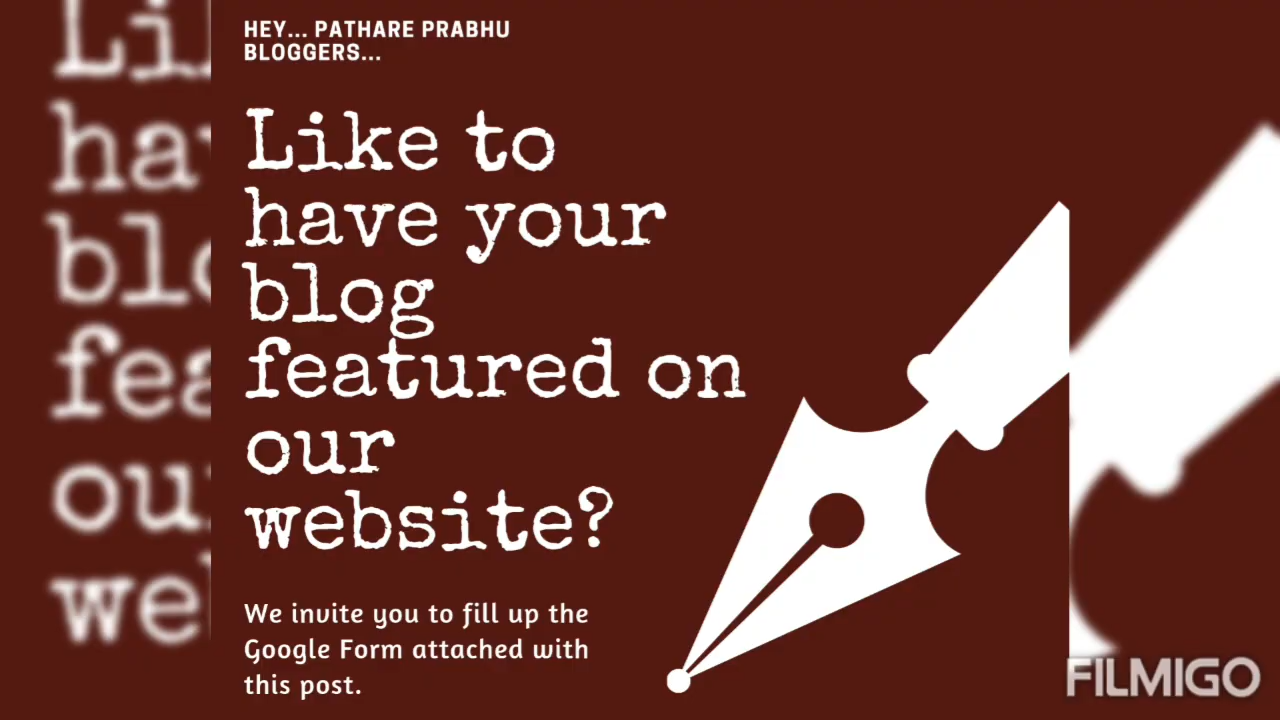 HEY... PATHARE PRABHU
BLOGGERS...
Like to
have your
blog
featured on
our
website?
We invite you to fill up the
Google Form attached with
this post.
FILMIGO